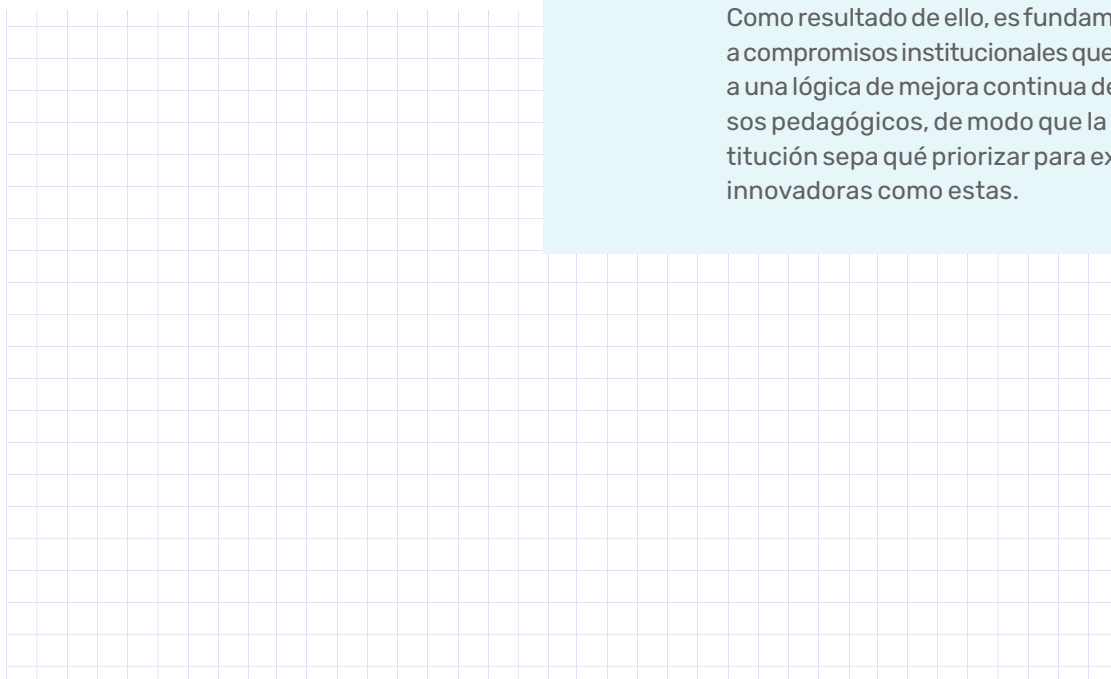 Como resultado de ello, es fundam
a compromisos institucionales que
a una lógica de mejora continua de
sos pedagógicos, de modo que la
titución sepa qué priorizar para ex
innovadoras como estas.